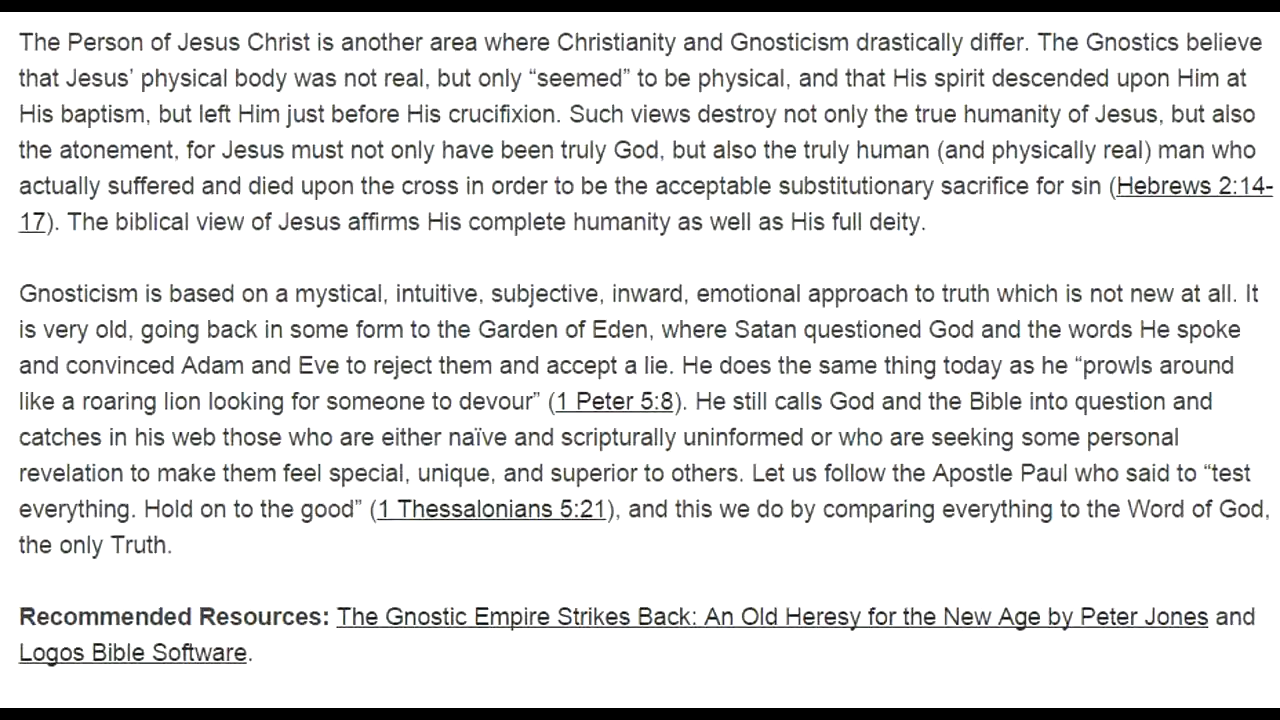 The Person of Jesus Christ is another area where Christianity and Gnosticism drastically differ. The Gnostics believe
that Jesus’ physical body was not real, but only “seemed” to be physical, and that His spirit descended upon Him at
His baptism, but left Him just before His crucifixion. Such views destroy not only the true humanity of Jesus, but also
the atonement, for Jesus must not only have been truly God, but also the truly human (and physically real) man who
actually suffered and died upon the cross in order to be the acceptable substitutionary sacrifice for sin (Hebrews 2:14-
17). The biblical view of Jesus affirms His complete humanity as well as His full deity.
Gnosticism is based on a mystical, intuitive, subjective, inward, emotional approach to truth which is not new at all. It
is very old, going back in some form to the Garden of Eden, where Satan questioned God and the words He spoke
and convinced Adam and Eve to reject them and accept a lie. He does the same thing today as he “prowls around
like a roaring lion looking for someone to devour” (1 Peter 5:8). He still calls God and the Bible into question and
catches in his web those who are either naïve and scripturally uninformed or who are seeking some personal
revelation to make them feel special, unique, and superior to others. Let us follow the Apostle Paul who said to “test
everything. Hold on to the good” (1 Thessalonians 5:21), and this we do by comparing everything to the Word of God,
the only Truth.
Recommended Resources: The Gnostic Empire Strikes Back: An Old Heresy for the New Age by Peter Jones and
Logos Bible Software.